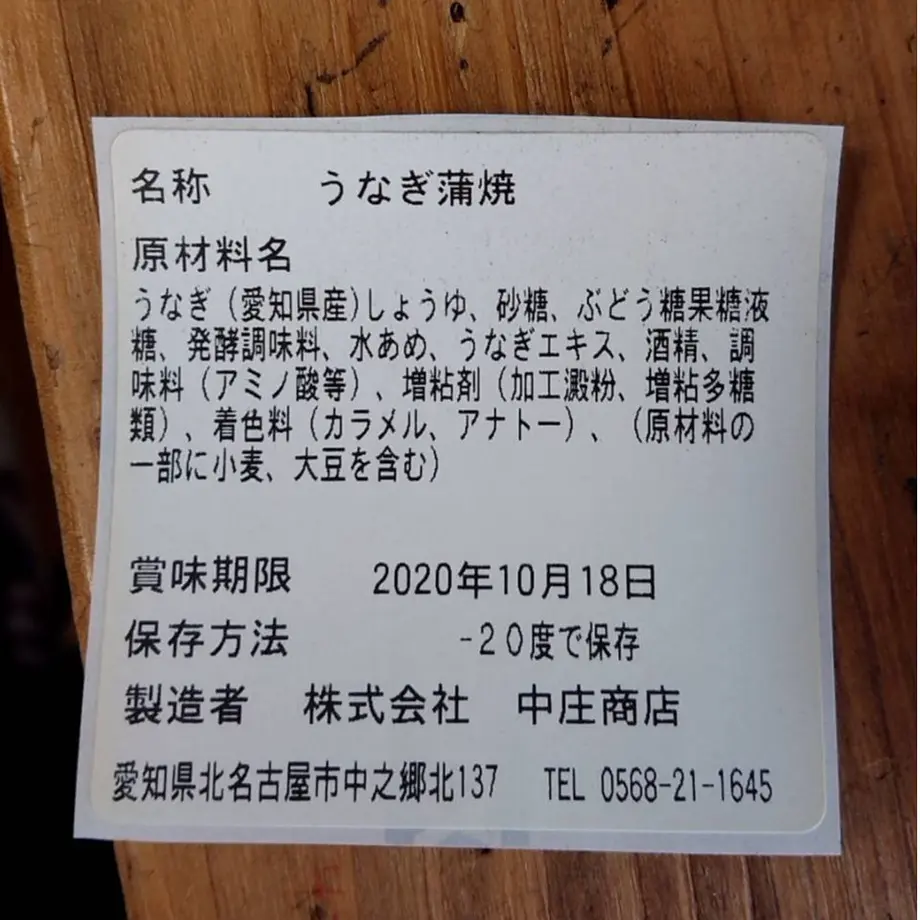 名称 うなぎ蒲焼
原材料名
うなぎ（愛知県産)しょうゆ、砂糖、ぶどう糖果糖液
糖、発酵調味料、水あめ、うなぎエキス、酒精、調
味料（アミノ酸等）、増粘剤（加工澱粉、増粘多糖
類）、着色料（カラメル、アナトー）、（原材料の
一部に小麦、大豆を含む）
賞味期限 2020年10月18日
保存方法 -２０度で保存
製造者 株式会社 中庄商店
愛知県北名古屋市中之郷北137 TEL 0568-21-1645